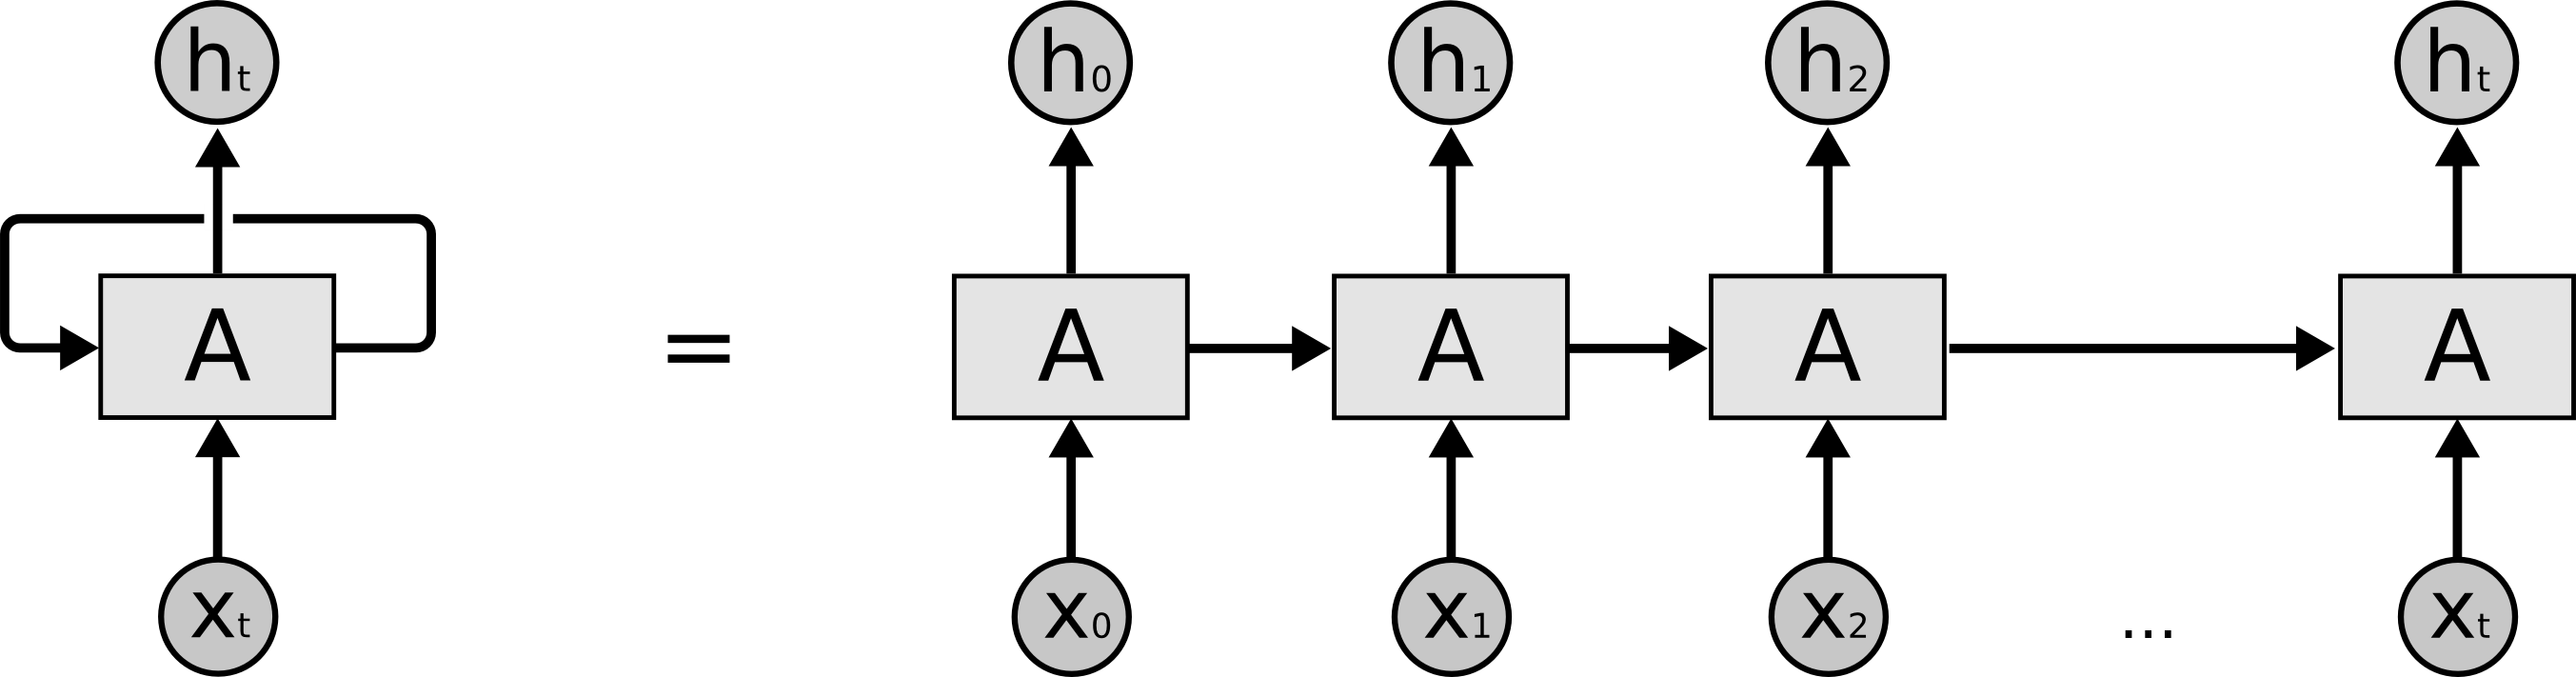 hₜ h₀ h₁ h₂ hₜ
A = A A A A
xₜ x₀ x₁ x₂ ... xₜ